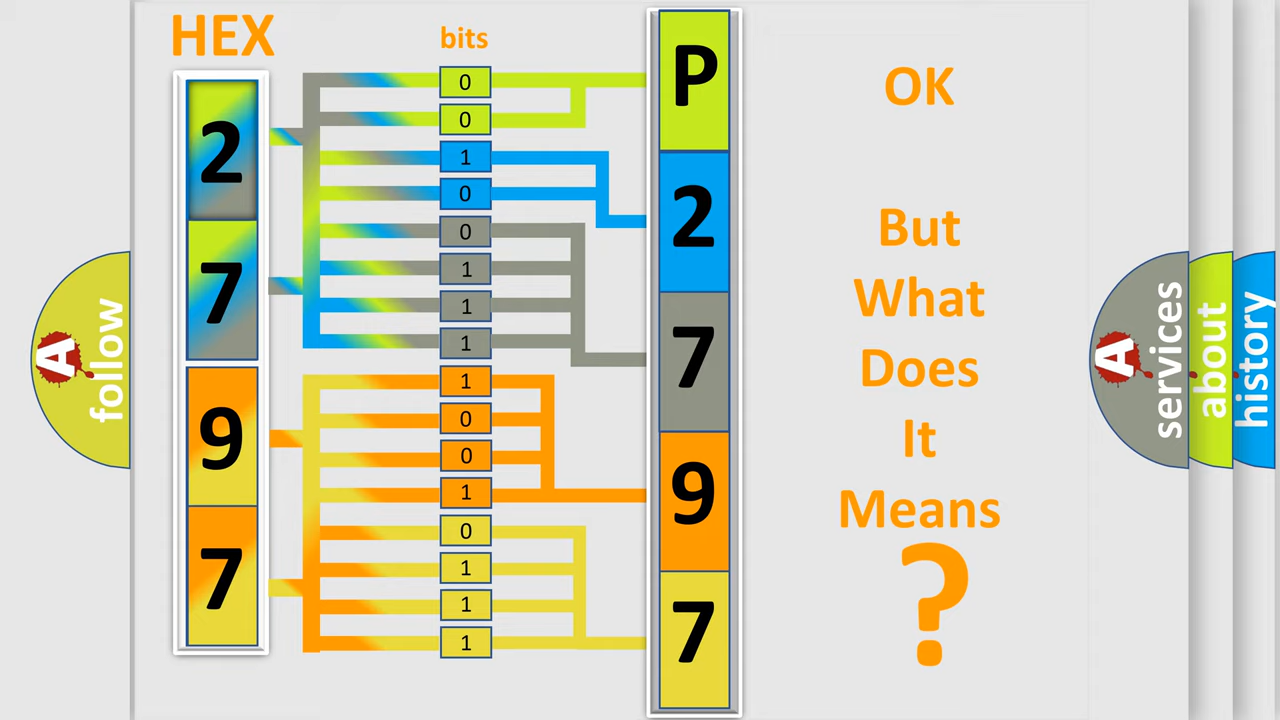 HEX
bits
2
7
9
7
0
0
1
0
0
1
1
1
1
0
0
1
0
1
1
1
P
2
7
9
7
OK
But
What
Does
It
Means
?
A
follow
A
services
about
history